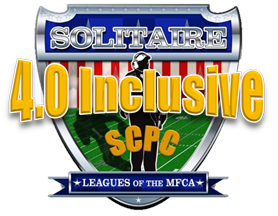 SOLITAIRE
4.0 Inclusive
SCPC
LEAGUES OF THE MFCA